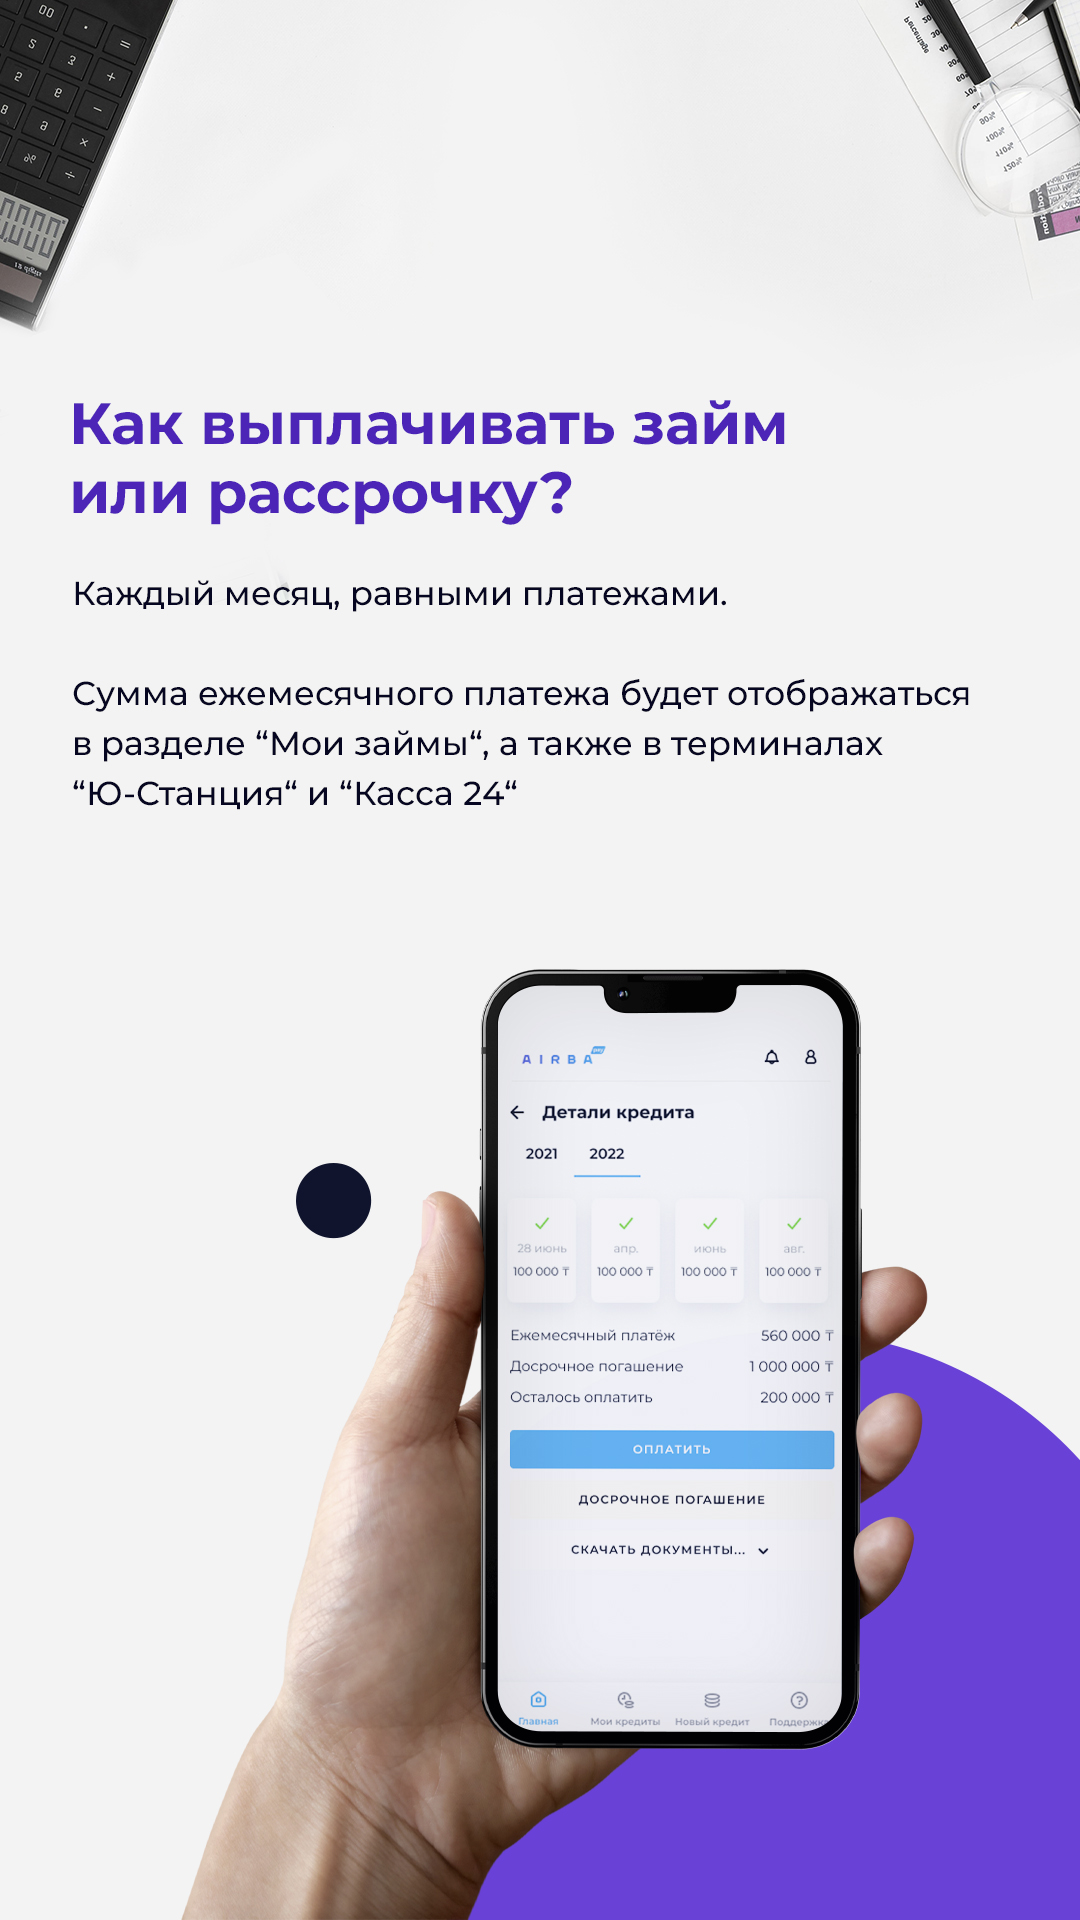 Как выплачивать займ
или рассрочку?
Каждый месяц, равными платежами.
Сумма ежемесячного платежа будет отображаться
в разделе “Мои займы“, а также в терминалах
“Ю-Станция“ и “Касса 24“
AIRBA pay
Детали кредита
2021 2022
28 июнь апр. июнь авг.
100 000 ₸ 100 000 ₸ 100 000 ₸ 100 000 ₸
Ежемесячный платёж 560 000 ₸
Досрочное погашение 1 000 000 ₸
Осталось оплатить 200 000 ₸
ОПЛАТИТЬ
ДОСРОЧНОЕ ПОГАШЕНИЕ
СКАЧАТЬ ДОКУМЕНТЫ...
Главная Мои кредиты Новый кредит Поддержка